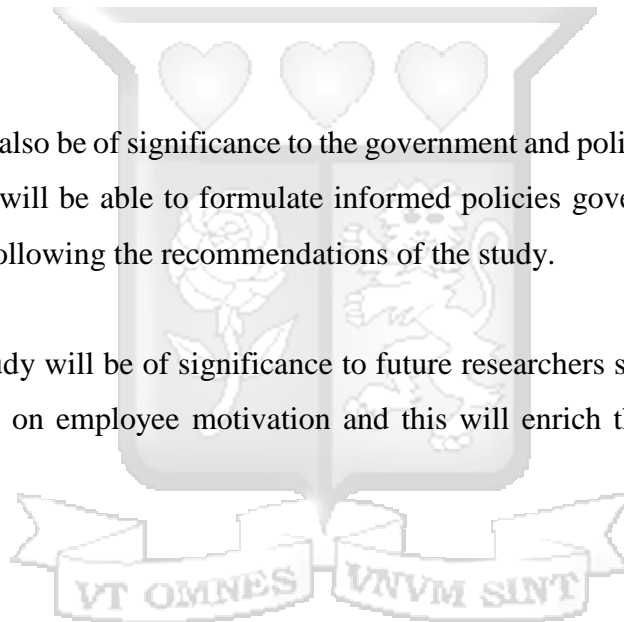 also be of significance to the government and poli
will be able to formulate informed policies gove
ollowing the recommendations of the study.
udy will be of significance to future researchers s
on employee motivation and this will enrich t
VT OMNES VNVM SINT